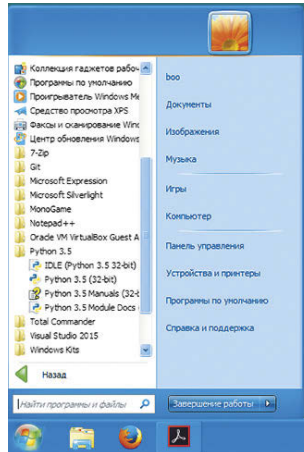 Коллекция гаджетов рабоч
Программы по умолчанию
Проигрыватель Windows Me
Средство просмотра XPS
Факсы и сканирование Winc
Центр обновления Windows
7-Zip
Git
Microsoft Expression
Microsoft Silverlight
MonoGame
Notepad++
Oracle VM VirtualBox Guest A
Python 3.5
IDLE (Python 3.5 32-bit)
Python 3.5 (32-bit)
Python 3.5 Manuals (32-b
Python 3.5 Module Docs (
Total Commander
Visual Studio 2015
Windows Kits
Назад
Найти программы и файлы
boo
Документы
Изображения
Музыка
Игры
Компьютер
Панель управления
Устройства и принтеры
Программы по умолчанию
Справка и поддержка
Завершение работы